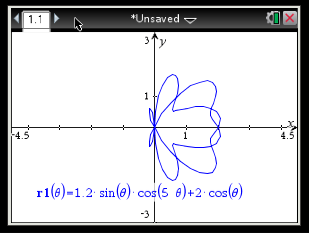 1.1 *Unsaved
3 y
1
-4.5 1 4.5 x
r1(θ)=1.2· sin(θ)· cos(5 θ)+2· cos(θ)
-3